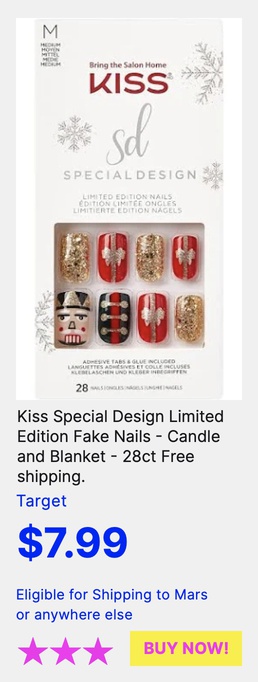 M
MEDIUM
MOYEN
MITTEL
MEDIE
MEDIUM
Bring the Salon Home
KISS®
sd
SPECIAL DESIGN
LIMITED EDITION NAILS
ÉDITION LIMITÉE ONGLES
LIMITIERTE EDITION NÄGELS
ADHESIVE TABS & GLUE INCLUDED
LANGUETTES ADHÉSIVES ET COLLE INCLUSES
KLEBELASCHEN UND KLEBER INBEGRIFFEN
28 NAILS
Kiss Special Design Limited
Edition Fake Nails - Candle
and Blanket - 28ct Free
shipping.
Target
$7.99
Eligible for Shipping to Mars
or anywhere else
BUY NOW!